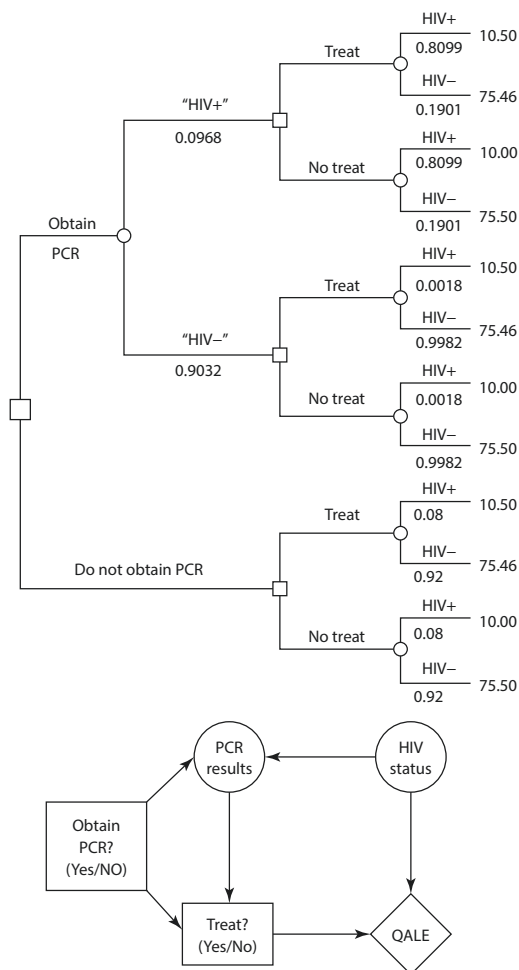 HIV+
Treat
10.50
0.8099
HIV−
75.46
“HIV+”
0.1901
0.0968
HIV+
10.00
No treat
0.8099
HIV−
75.50
0.1901
Obtain
PCR
HIV+
10.50
Treat
0.0018
HIV−
75.46
“HIV−”
0.9982
0.9032
HIV+
10.00
No treat
0.0018
HIV−
75.50
0.9982
HIV+
10.50
Treat
0.08
HIV−
75.46
Do not obtain PCR
0.92
HIV+
10.00
No treat
0.08
HIV−
75.50
0.92
PCR
results
HIV
status
Obtain
PCR?
(Yes/NO)
Treat?
(Yes/No)
QALE